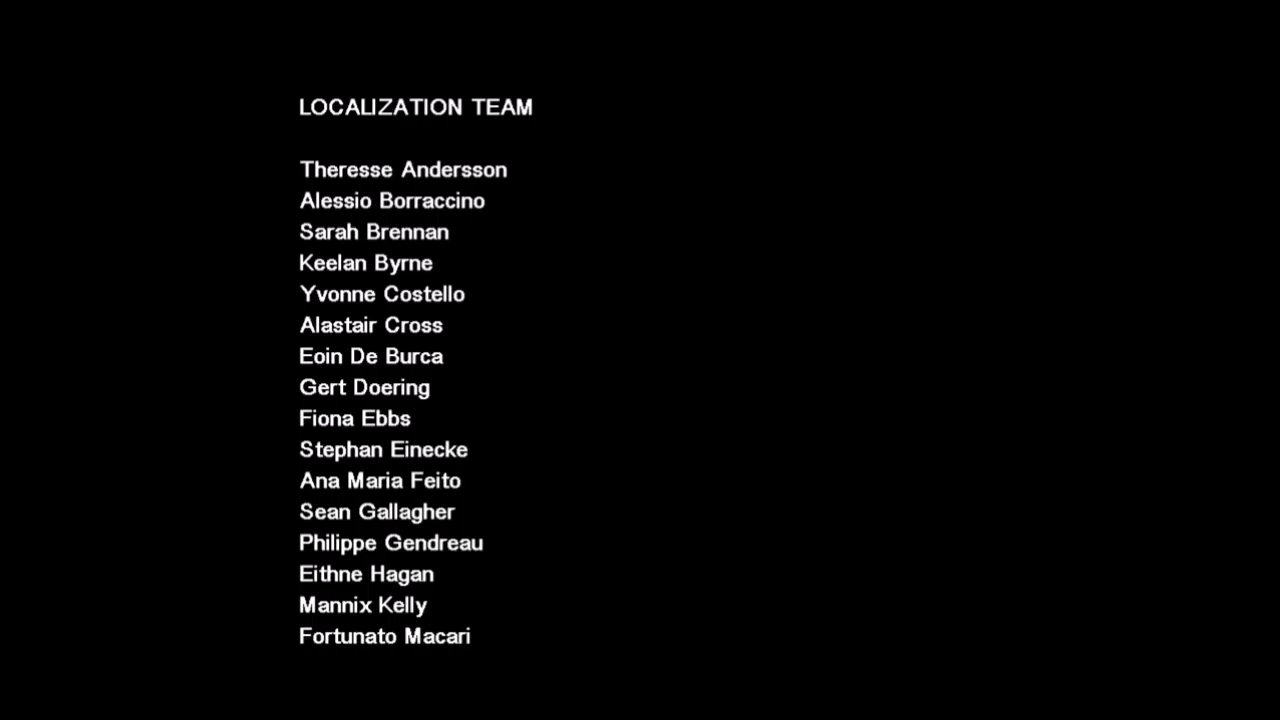 LOCALIZATION TEAM
Theresse Andersson
Alessio Borraccino
Sarah Brennan
Keelan Byrne
Yvonne Costello
Alastair Cross
Eoin De Burca
Gert Doering
Fiona Ebbs
Stephan Einecke
Ana Maria Feito
Sean Gallagher
Philippe Gendreau
Eithne Hagan
Mannix Kelly
Fortunato Macari